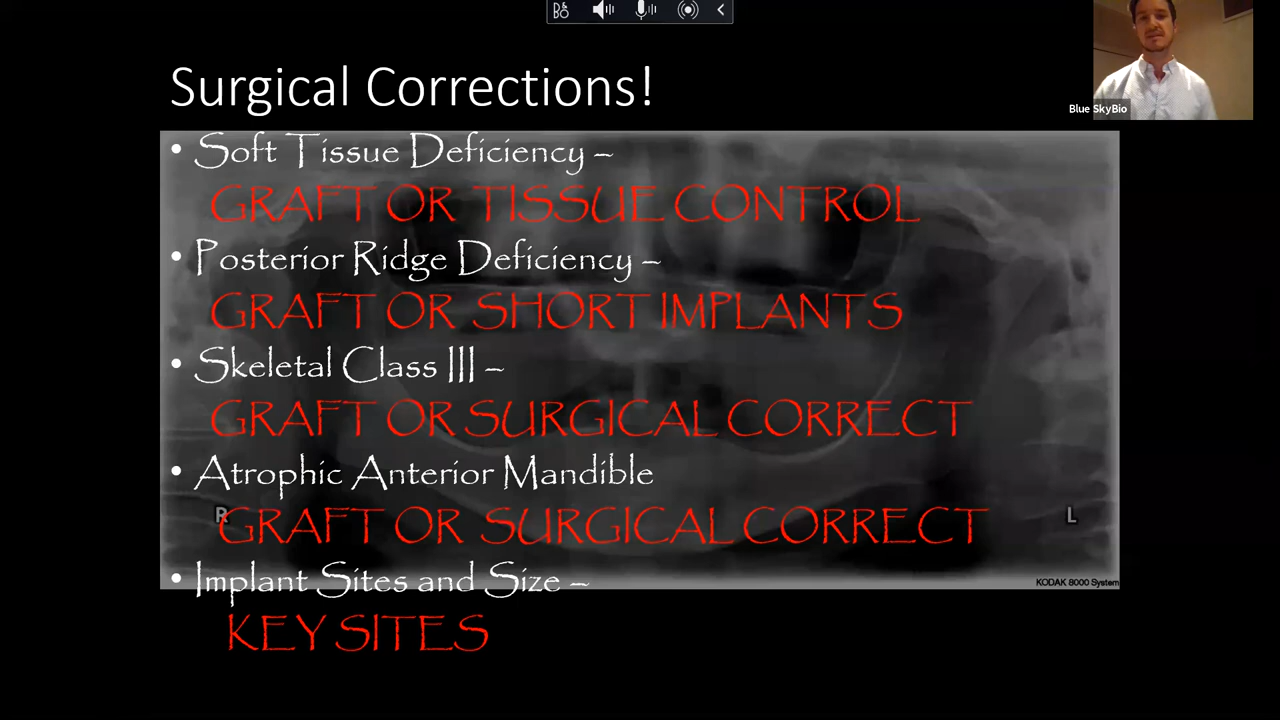 Blue SkyBio
Surgical Corrections!
• Soft Tissue Deficiency –
GRAFT OR TISSUE CONTROL
• Posterior Ridge Deficiency –
GRAFT OR SHORT IMPLANTS
• Skeletal Class III –
GRAFT OR SURGICAL CORRECT
• Atrophic Anterior Mandible
R
GRAFT OR SURGICAL CORRECT
L
• Implant Sites and Size –
KODAK 8000 System
KEY SITES